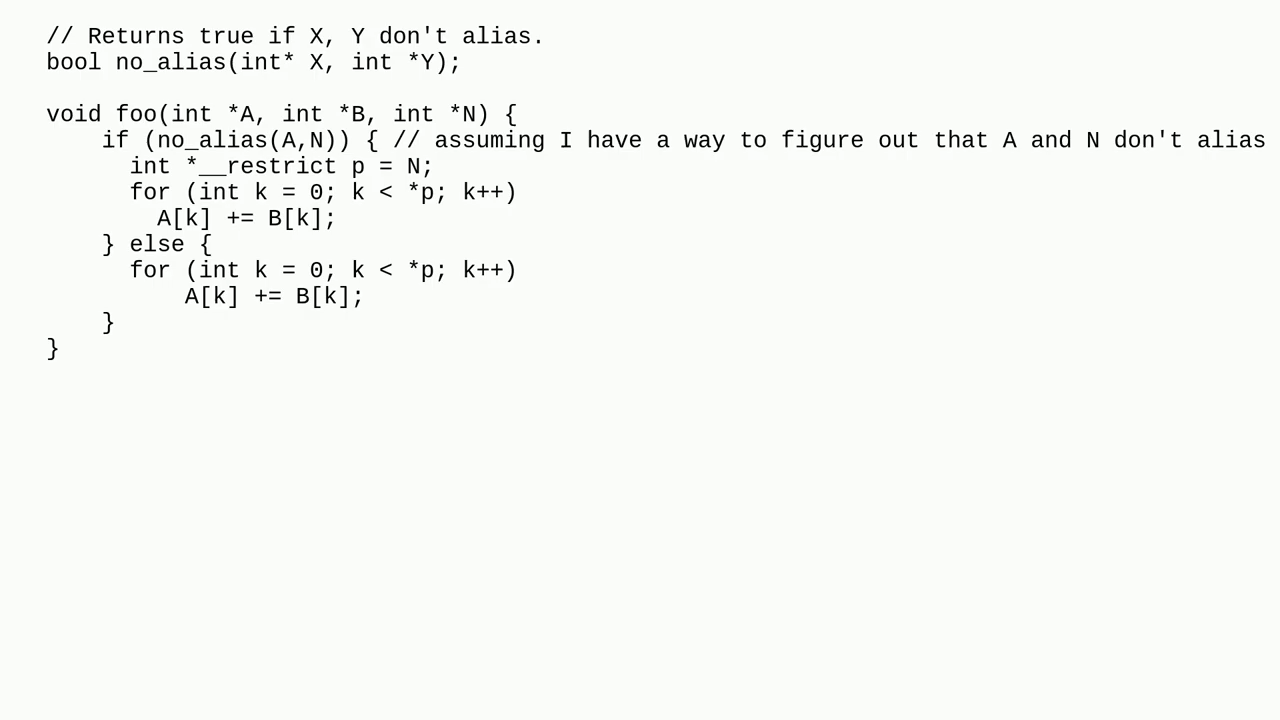 // Returns true if X, Y don't alias.
bool no_alias(int* X, int *Y);
void foo(int *A, int *B, int *N) {
if (no_alias(A,N)) { // assuming I have a way to figure out that A and N don't alias
int *__restrict p = N;
for (int k = 0; k < *p; k++)
A[k] += B[k];
} else {
for (int k = 0; k < *p; k++)
A[k] += B[k];
}
}